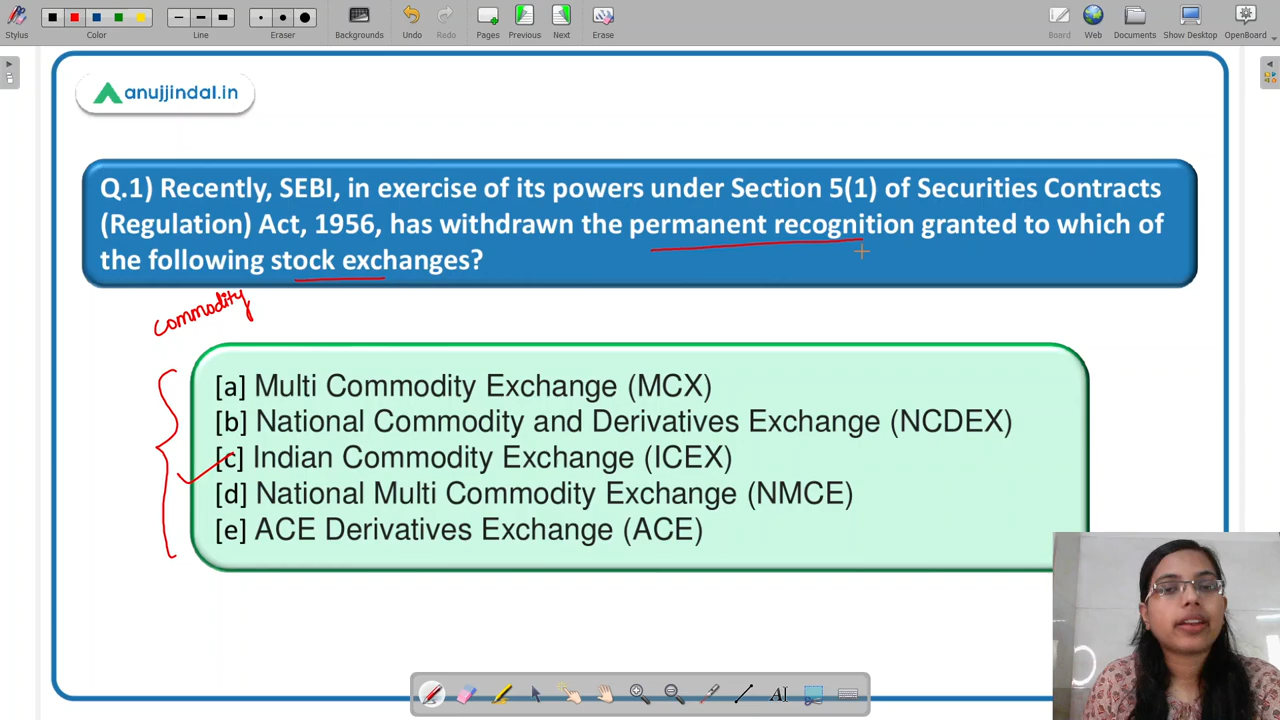 Stylus
Color
Line
Eraser
Backgrounds
Undo
Redo
Pages
Previous
Next
Erase
Board
Web
Documents
Show Desktop
OpenBoard
anujjindal.in
Q.1) Recently, SEBI, in exercise of its powers under Section 5(1) of Securities Contracts
(Regulation) Act, 1956, has withdrawn the permanent recognition granted to which of
the following stock exchanges?
commodity
[a] Multi Commodity Exchange (MCX)
[b] National Commodity and Derivatives Exchange (NCDEX)
[c] Indian Commodity Exchange (ICEX)
[d] National Multi Commodity Exchange (NMCE)
[e] ACE Derivatives Exchange (ACE)